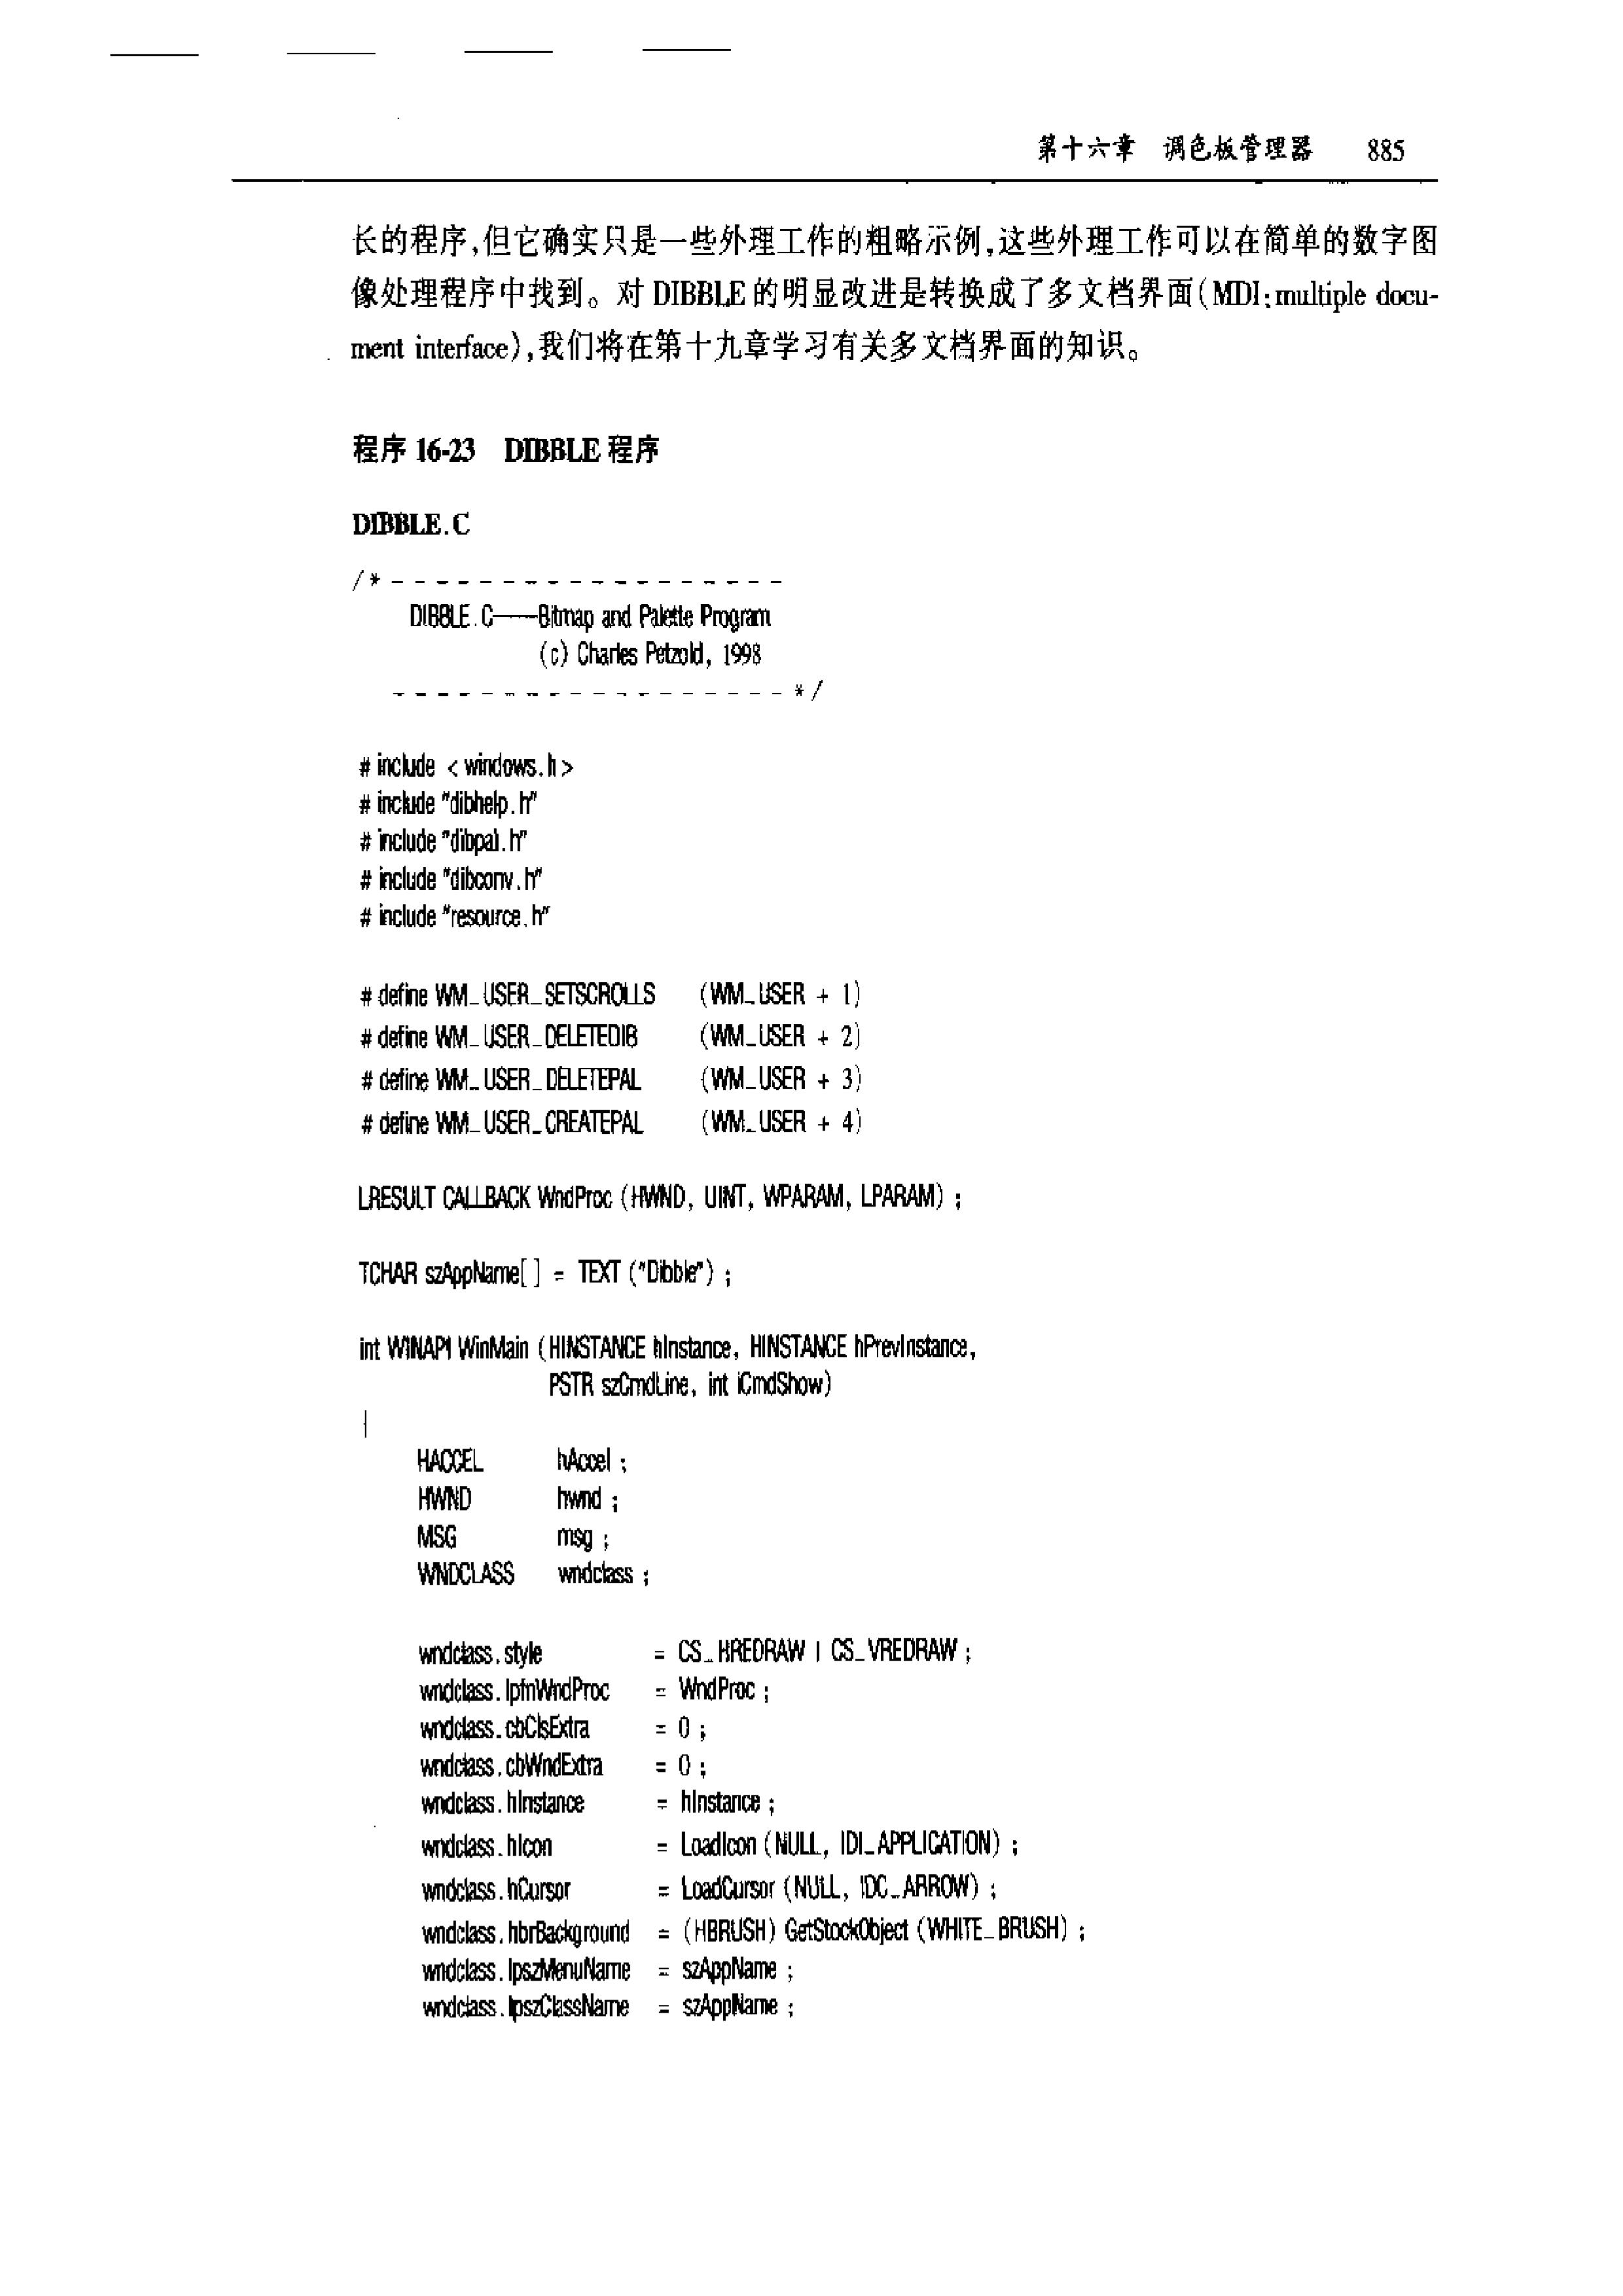 第十六章 调色板管理器 885
长的程序,但它确实只是一些外理工作的粗略示例,这些外理工作可以在简单的数字图
像处理程序中找到。对 DIBBLE 的明显改进是转换成了多文档界面(MDI:multiple docu-
ment interface),我们将在第十九章学习有关多文档界面的知识。
程序 16-23 DIBBLE 程序
DIBBLE.C
/* - - - - - - - - - - - - - - - - - -
DIBBLE.C——Bitmap and Palette Program
(c) Charles Petzold, 1998
- - - - - - - - - - - - - - - - - - */
# include <windows.h>
# include "dibhelp.h"
# include "dibpal.h"
# include "dibconv.h"
# include "resource.h"
# define WM_USER_SETSCROLLS (WM_USER + 1)
# define WM_USER_DELETEDIB (WM_USER + 2)
# define WM_USER_DELETEPAL (WM_USER + 3)
# define WM_USER_CREATEPAL (WM_USER + 4)
LRESULT CALLBACK WndProc (HWND, UINT, WPARAM, LPARAM) ;
TCHAR szAppName[ ] = TEXT ("Dibble") ;
int WINAPI WinMain (HINSTANCE hInstance, HINSTANCE hPrevInstance,
PSTR szCmdLine, int iCmdShow)
{
HACCEL hAccel ;
HWND hwnd ;
MSG msg ;
WNDCLASS wndclass ;
wndclass.style = CS_HREDRAW | CS_VREDRAW ;
wndclass.lpfnWndProc = WndProc ;
wndclass.cbClsExtra = 0 ;
wndclass.cbWndExtra = 0 ;
wndclass.hInstance = hInstance ;
wndclass.hIcon = LoadIcon (NULL, IDI_APPLICATION) ;
wndclass.hCursor = LoadCursor (NULL, IDC_ARROW) ;
wndclass.hbrBackground = (HBRUSH) GetStockObject (WHITE_BRUSH) ;
wndclass.lpszMenuName = szAppName ;
wndclass.lpszClassName = szAppName ;